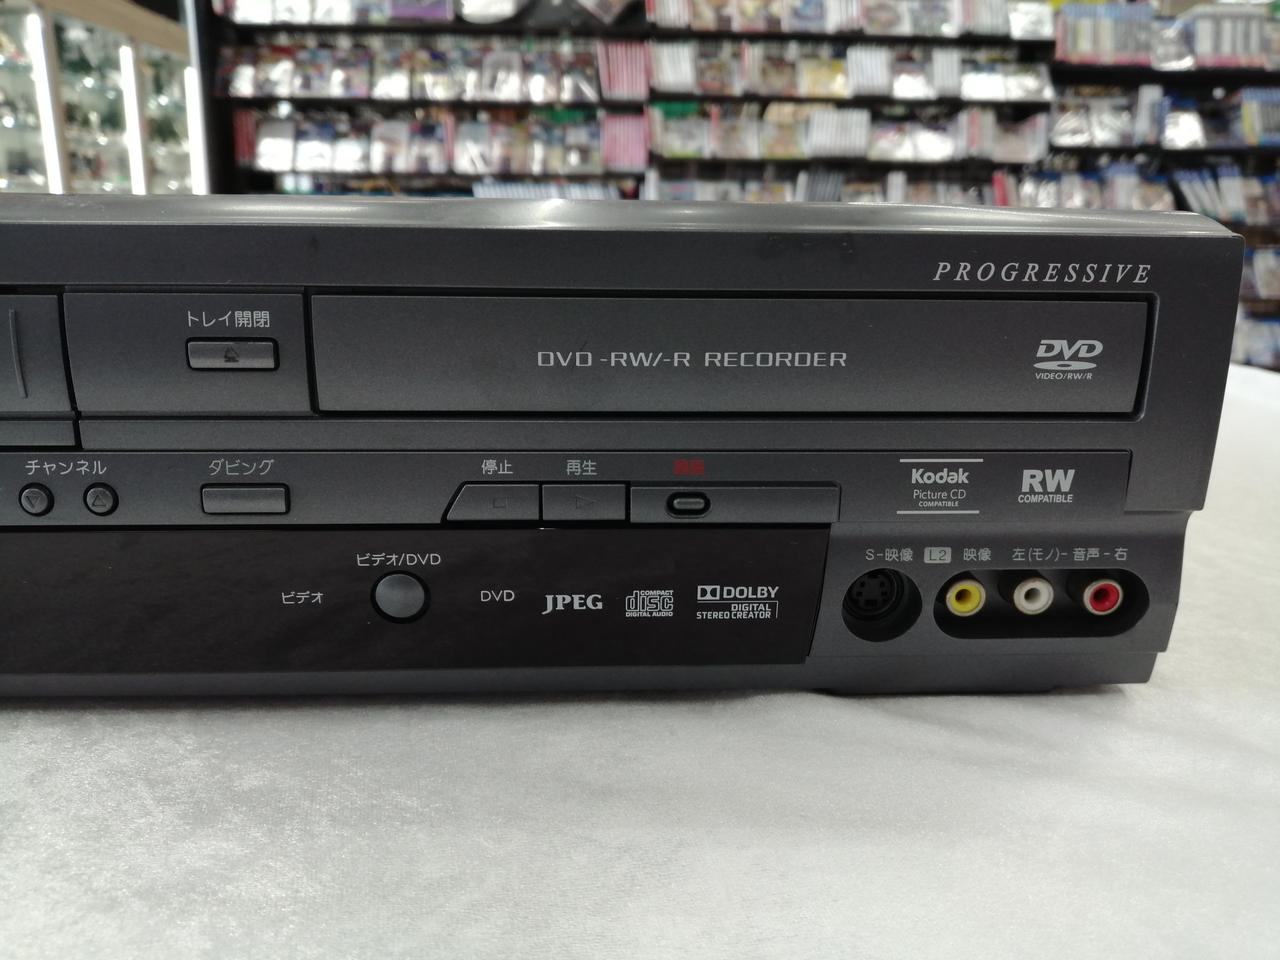 PROGRESSIVE
トレイ開閉
DVD -RW/-R RECORDER
DVD
VIDEO/RW/R
チャンネル
ダビング
停止
再生
録画
Kodak
Picture CD
COMPATIBLE
RW
COMPATIBLE
ビデオ/DVD
ビデオ
DVD
JPEG
COMPACT
disc
DIGITAL AUDIO
DOLBY
DIGITAL
STEREO CREATOR
S-映像 L2 映像 左(モノ)-音声-右